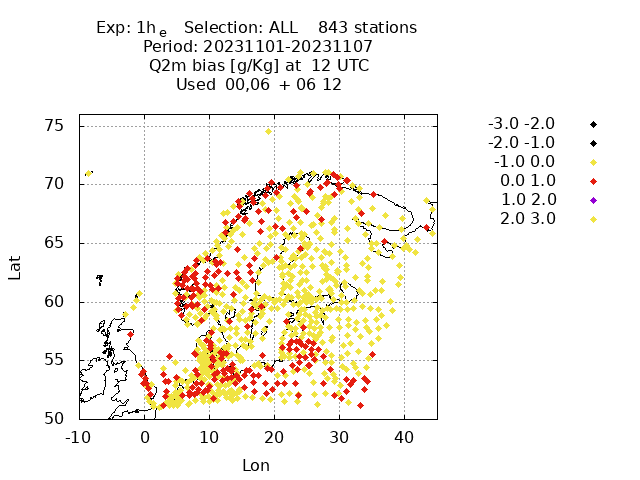 Exp: 1h e Selection: ALL 843 stations
Period: 20231101-20231107
Q2m bias [g/Kg] at 12 UTC
Used 00,06 + 06 12
-3.0 -2.0
-2.0 -1.0
-1.0 0.0
0.0 1.0
1.0 2.0
2.0 3.0
75
70
65
60
55
50
Lat
-10 0 10 20 30 40
Lon